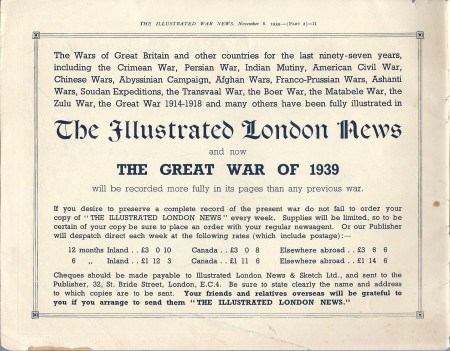 THE ILLUSTRATED WAR NEWS, November 8 1939—(PART 2)—II
The Wars of Great Britain and other countries for the last ninety-seven years,
including the Crimean War, Persian War, Indian Mutiny, American Civil War,
Chinese Wars, Abyssinian Campaign, Afghan Wars, Franco-Prussian Wars, Ashanti
Wars, Soudan Expeditions, the Transvaal War, the Boer War, the Matabele War, the
Zulu War, the Great War 1914-1918 and many others have been fully illustrated in
The Illustrated London News
and now
THE GREAT WAR OF 1939
will be recorded more fully in its pages than any previous war.
If you desire to preserve a complete record of the present war do not fail to order your
copy of "THE ILLUSTRATED LONDON NEWS" every week. Supplies will be limited, so to be
certain of your copy be sure to place an order with your regular newsagent. Or our Publisher
will despatch direct each week at the following rates (which include postage):—
12 months Inland . . £3 0 10 Canada . . £3 0 8 Elsewhere abroad . . £3 6 6
6 „ Inland . . £1 12 3 Canada . . £1 11 6 Elsewhere abroad . . £1 14 6
Cheques should be made payable to Illustrated London News & Sketch Ltd., and sent to the
Publisher, 32, St. Bride Street, London, E.C.4. Be sure to state clearly the name and address
to which copies are to be sent. Your friends and relatives overseas will be grateful to
you if you arrange to send them "THE ILLUSTRATED LONDON NEWS."